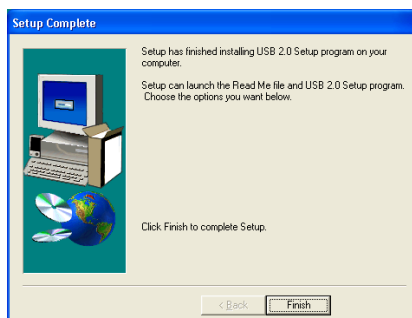 Setup Complete
Setup has finished installing USB 2.0 Setup program on your
computer.
Setup can launch the Read Me file and USB 2.0 Setup program.
Choose the options you want below.
Click Finish to complete Setup.
< Back
Finish